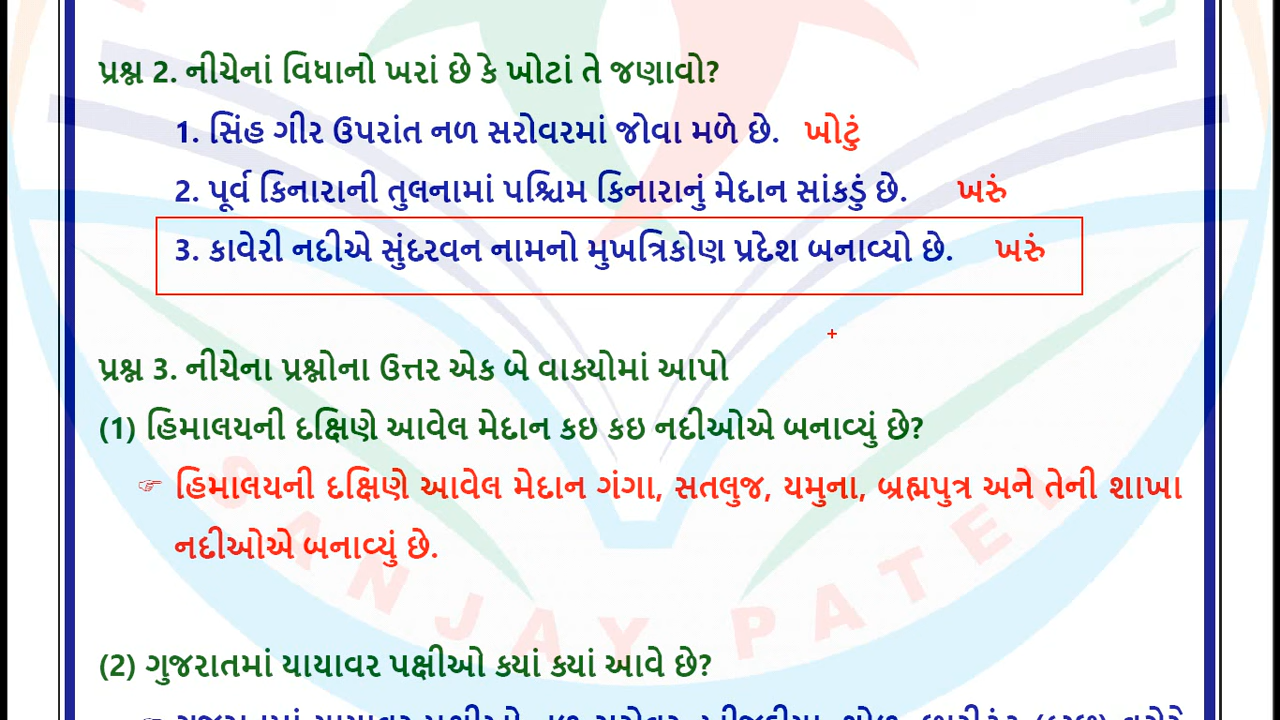 પ્રશ્ન 2. નીચેનાં વિધાનો ખરાં છે કે ખોટાં તે જણાવો?
1. સિંહ ગીર ઉપરાંત નળ સરોવરમાં જોવા મળે છે. ખોટું
2. પૂર્વ કિનારાની તુલનામાં પશ્ચિમ કિનારાનું મેદાન સાંકડું છે. ખરું
3. કાવેરી નદીએ સુંદરવન નામનો મુખત્રિકોણ પ્રદેશ બનાવ્યો છે. ખરું
પ્રશ્ન 3. નીચેના પ્રશ્નોના ઉત્તર એક બે વાક્યોમાં આપો
(1) હિમાલયની દક્ષિણે આવેલ મેદાન કઇ કઇ નદીઓએ બનાવ્યું છે?
☞ હિમાલયની દક્ષિણે આવેલ મેદાન ગંગા, સતલુજ, યમુના, બ્રહ્મપુત્ર અને તેની શાખા
નદીઓએ બનાવ્યું છે.
SANJAY PATEL
(2) ગુજરાતમાં યાયાવર પક્ષીઓ ક્યાં ક્યાં આવે છે?